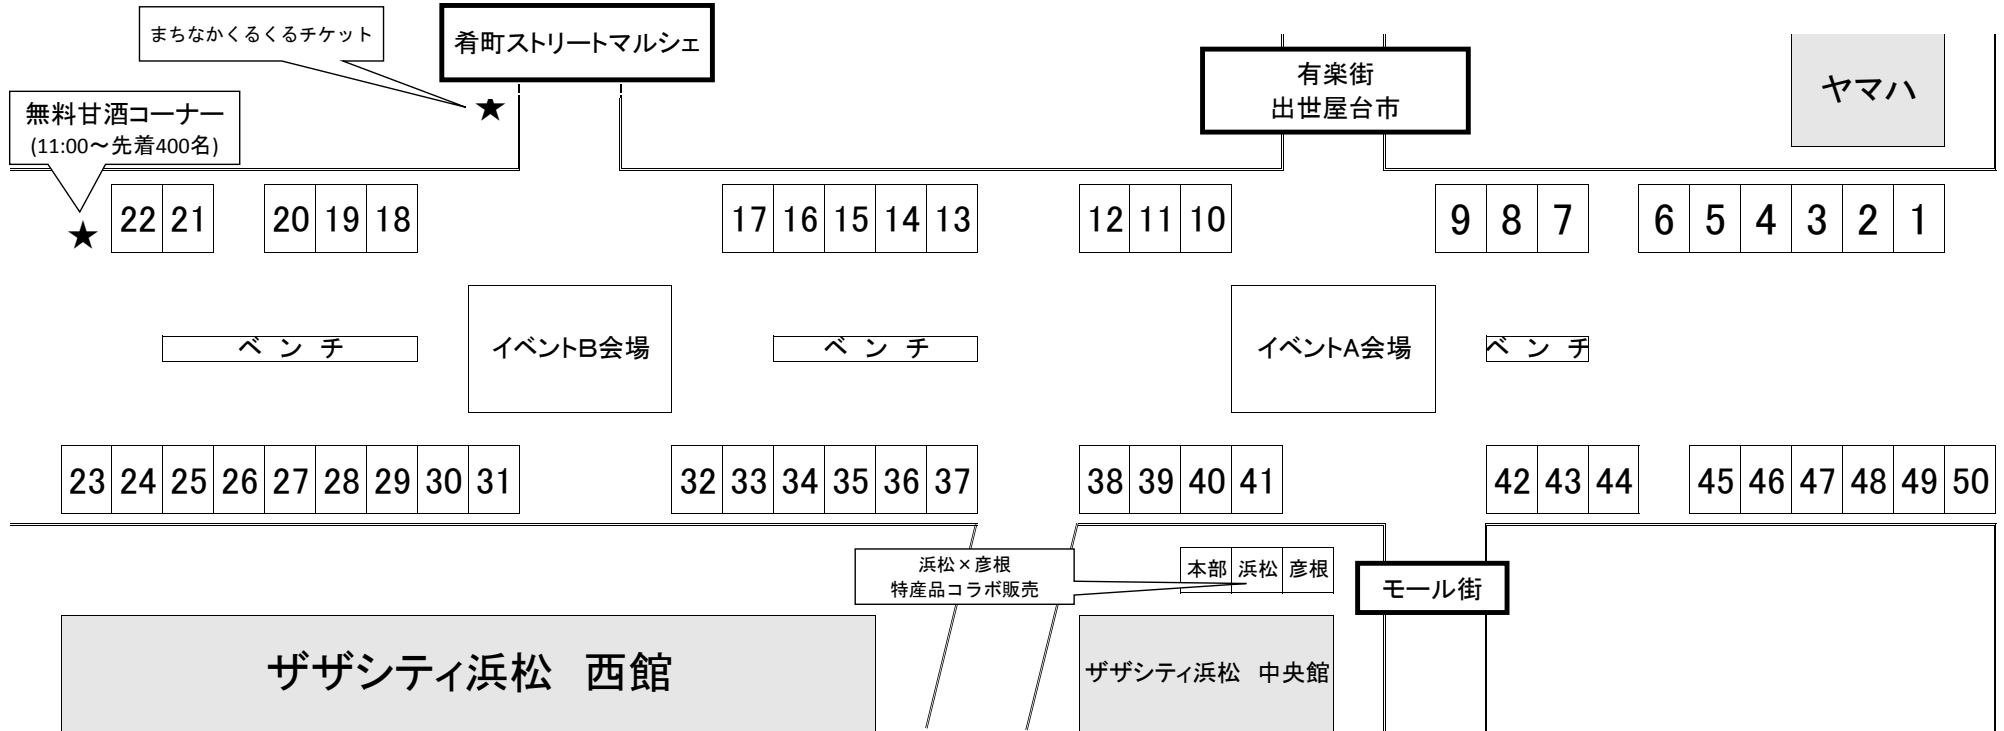 まちなかくるくるチケット
肴町ストリートマルシェ
有楽街
出世屋台市
ヤマハ
無料甘酒コーナー
(11:00～先着400名)
★
★
22 21 20 19 18 17 16 15 14 13 12 11 10 9 8 7 6 5 4 3 2 1
ベンチ
イベントB会場
ベンチ
イベントA会場
ベンチ
23 24 25 26 27 28 29 30 31 32 33 34 35 36 37 38 39 40 41 42 43 44 45 46 47 48 49 50
浜松×彦根
特産品コラボ販売
本部 浜松 彦根
モール街
ザザシティ浜松　西館
ザザシティ浜松　中央館